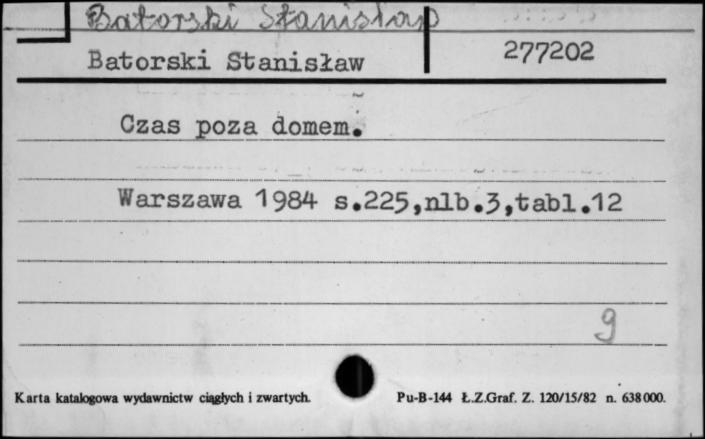 Batorski Stanisław
Batorski Stanisław 277202
Czas poza domem.
Warszawa 1984 s.225,nlb.3,tabl.12
9
Karta katalogowa wydawnictw ciągłych i zwartych. Pu-B-144 Ł.Z.Graf. Z. 120/15/82 n. 638000.